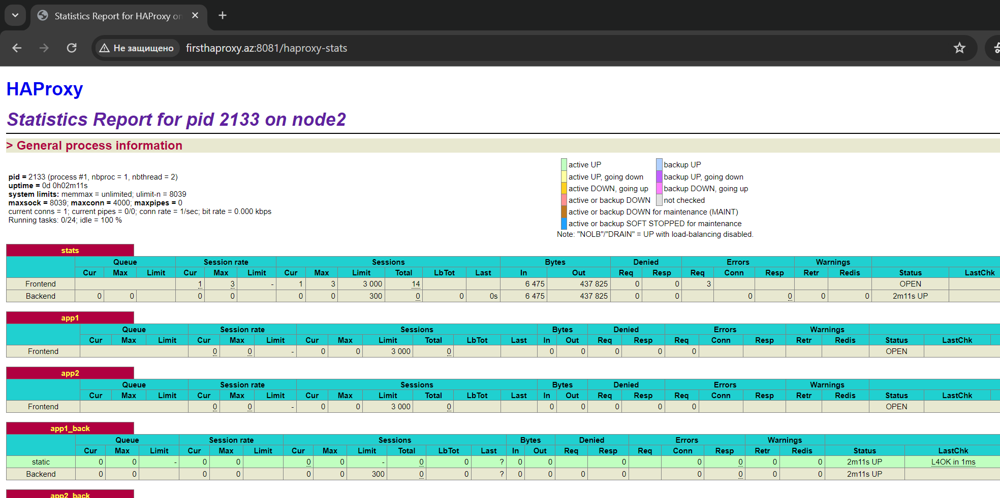 Statistics Report for HAProxy on
Не защищено firsthaproxy.az:8081/haproxy-stats
HAProxy
Statistics Report for pid 2133 on node2
> General process information
pid = 2133 (process #1, nbproc = 1, nbthread = 2)
uptime = 0d 0h02m11s
system limits: memmax = unlimited; ulimit-n = 8039
maxsock = 8039; maxconn = 4000; maxpipes = 0
current conns = 1; current pipes = 0/0; conn rate = 1/sec; bit rate = 0.000 kbps
Running tasks: 0/24; idle = 100 %
active UP backup UP
active UP, going down backup UP, going down
active DOWN, going up backup DOWN, going up
active or backup DOWN not checked
active or backup DOWN for maintenance (MAINT)
active or backup SOFT STOPPED for maintenance
Note: "NOLB"/"DRAIN" = UP with load-balancing disabled.
stats
Queue Session rate Sessions Bytes Denied Errors Warnings
Cur Max Limit Cur Max Limit Cur Max Limit Total LbTot Last In Out Req Resp Req Conn Resp Retr Redis Status LastChk
Frontend 1 3 - 1 3 3 000 14 6 475 437 825 0 0 3 OPEN
Backend 0 0 0 0 0 0 300 0 0 0s 6 475 437 825 0 0 0 0 0 0 2m11s UP
app1
Queue Session rate Sessions Bytes Denied Errors Warnings
Cur Max Limit Cur Max Limit Cur Max Limit Total LbTot Last In Out Req Resp Req Conn Resp Retr Redis Status LastChk
Frontend 0 0 - 0 0 3 000 0 0 0 0 0 0 OPEN
app2
Queue Session rate Sessions Bytes Denied Errors Warnings
Cur Max Limit Cur Max Limit Cur Max Limit Total LbTot Last In Out Req Resp Req Conn Resp Retr Redis Status LastChk
Frontend 0 0 - 0 0 3 000 0 0 0 0 0 0 OPEN
app1_back
Queue Session rate Sessions Bytes Denied Errors Warnings
Cur Max Limit Cur Max Limit Cur Max Limit Total LbTot Last In Out Req Resp Req Conn Resp Retr Redis Status LastChk
static 0 0 - 0 0 0 0 - 0 0 ? 0 0 0 0 0 0 0 2m11s UP L4OK in 1ms
Backend 0 0 0 0 0 0 300 0 0 ? 0 0 0 0 0 0 0 0 2m11s UP
app2_back